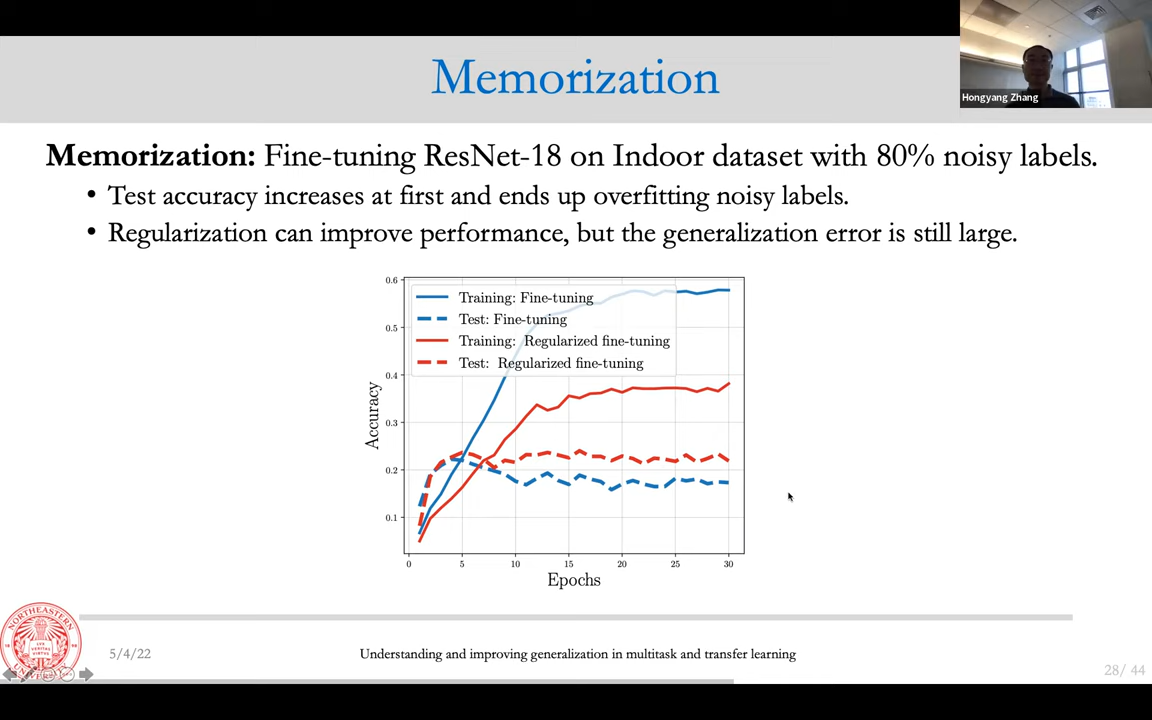 Memorization
Hongyang Zhang
Memorization: Fine-tuning ResNet-18 on Indoor dataset with 80% noisy labels.
• Test accuracy increases at first and ends up overfitting noisy labels.
• Regularization can improve performance, but the generalization error is still large.
Training: Fine-tuning
Test: Fine-tuning
Training: Regularized fine-tuning
Test: Regularized fine-tuning
0.6
0.5
0.4
0.3
0.2
0.1
Accuracy
0 5 10 15 20 25 30
Epochs
NORTHEASTERN
5/4/22
Understanding and improving generalization in multitask and transfer learning
28/ 44